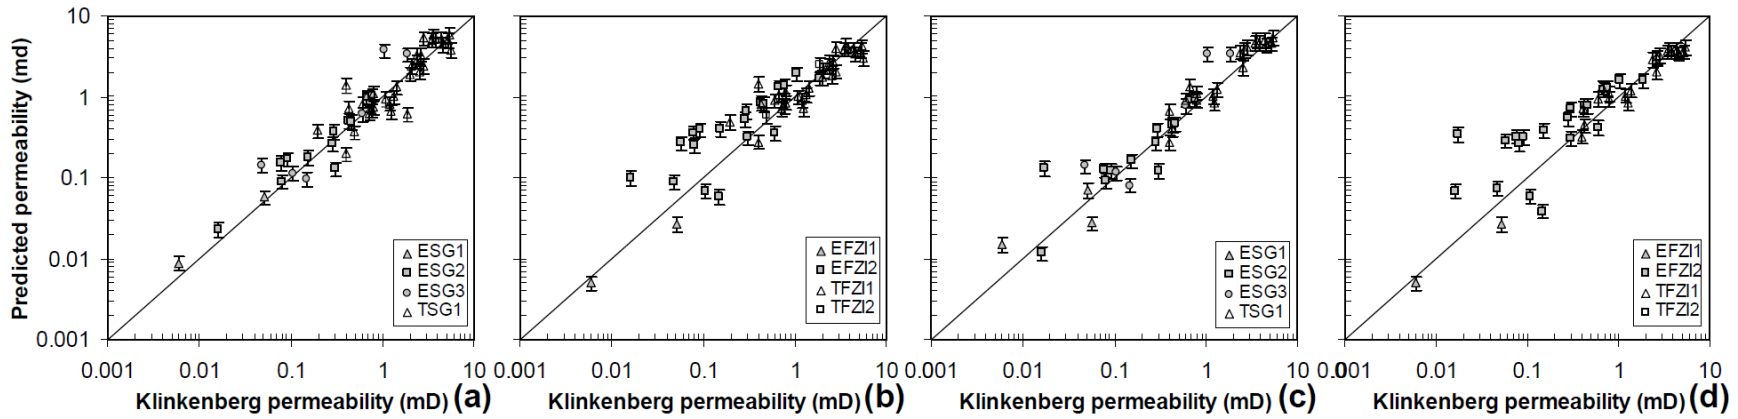 Predicted permeability (md)
10
1
0.1
0.01
0.001
ESG1
ESG2
ESG3
TSG1
0.001 0.01 0.1 1 10
Klinkenberg permeability (mD) (a)
EFZI1
EFZI2
TFZI1
TFZI2
0.001 0.01 0.1 1 10
Klinkenberg permeability (mD) (b)
ESG1
ESG2
ESG3
TSG1
0.001 0.01 0.1 1 10
Klinkenberg permeability (mD) (c)
EFZI1
EFZI2
TFZI1
TFZI2
0.001 0.01 0.1 1 10
Klinkenberg permeability (mD) (d)